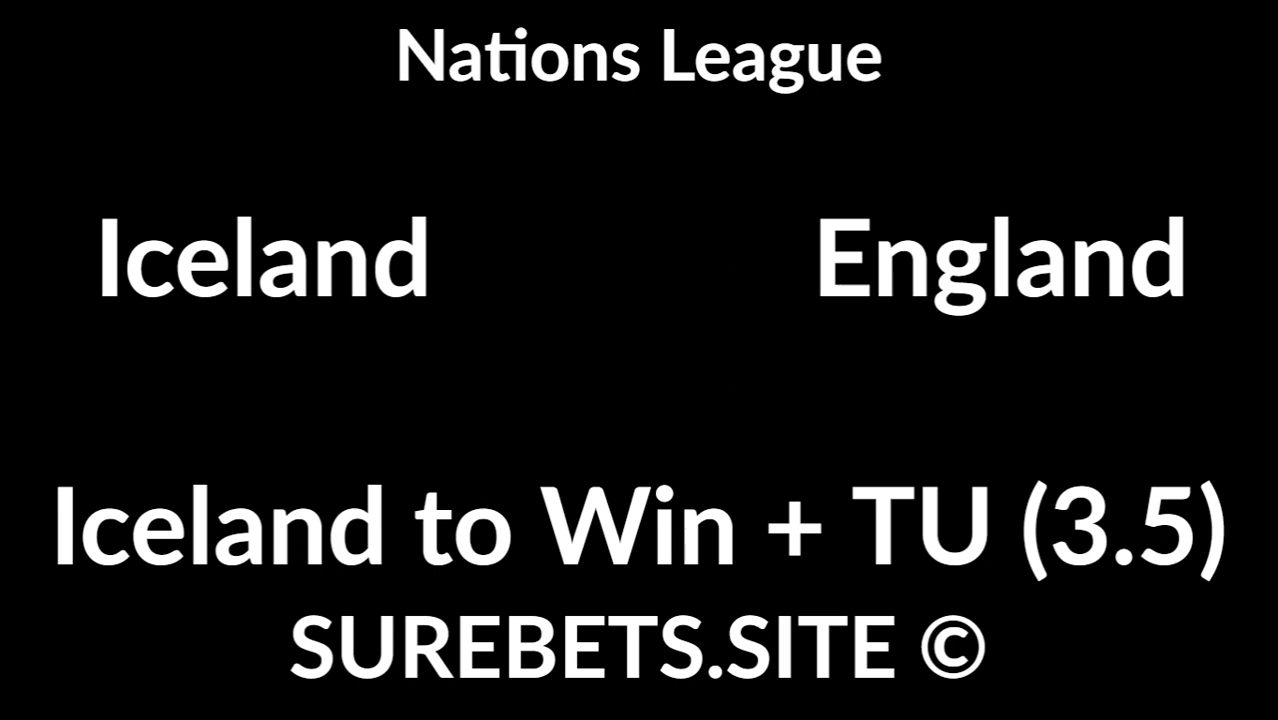 Nations League
Iceland England
Iceland to Win + TU (3.5)
SUREBETS.SITE ©